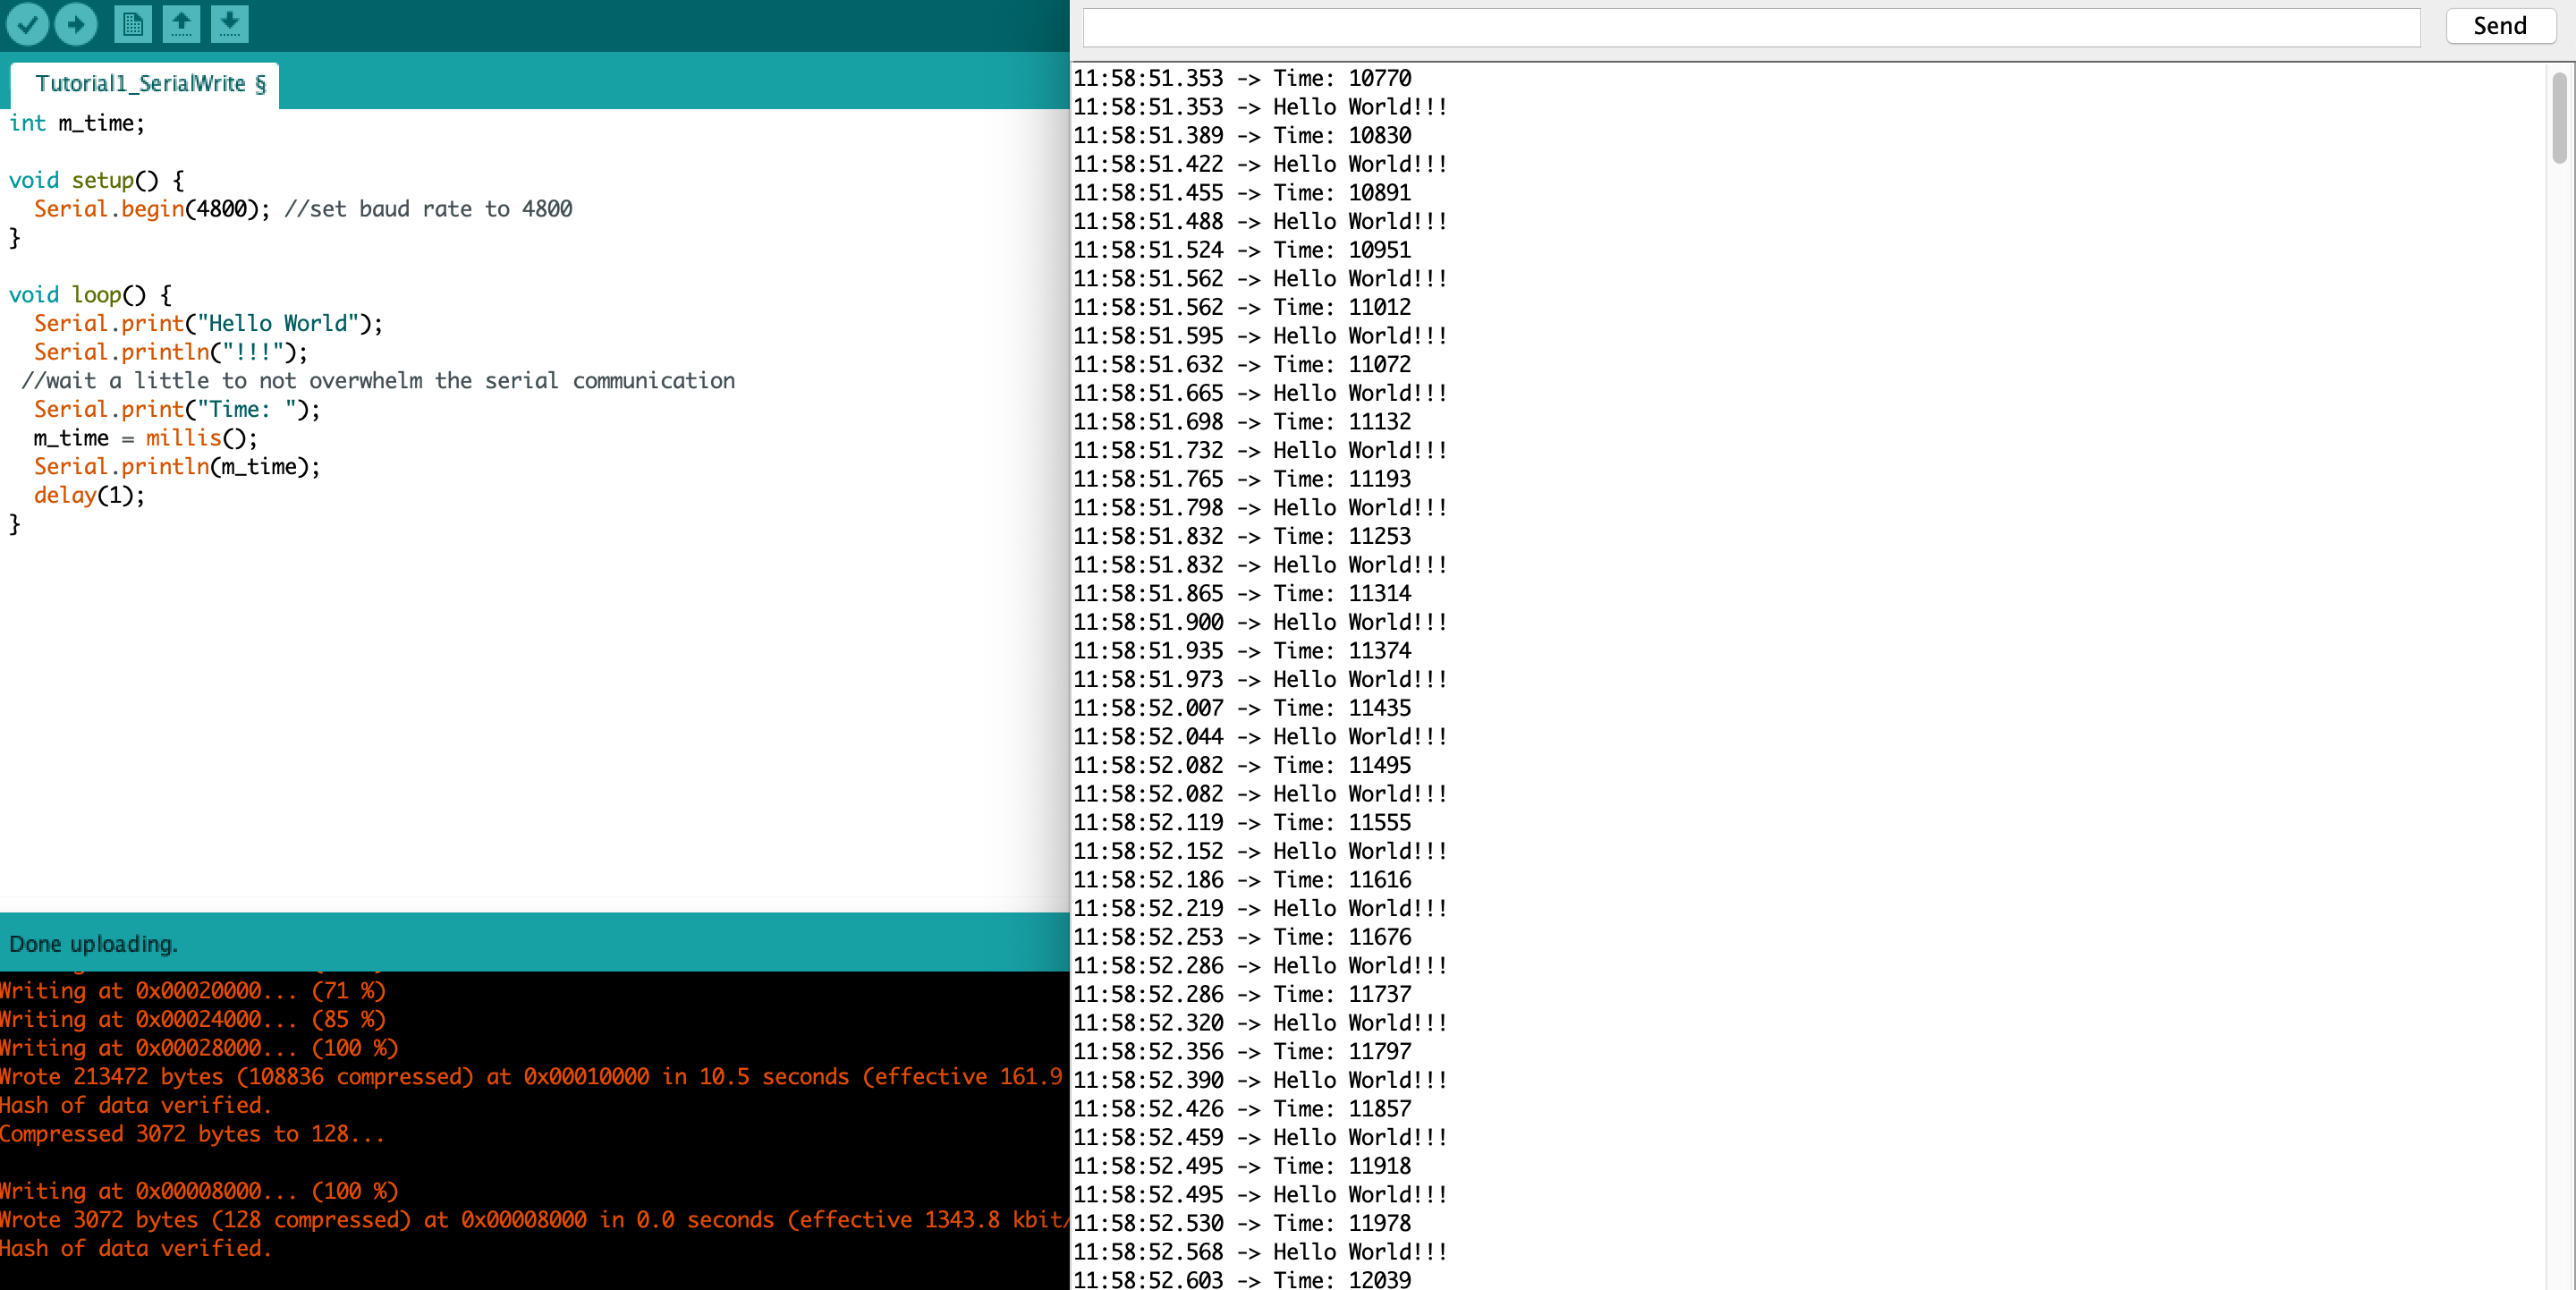 Tutorial1_SerialWrite §
int m_time;
void setup() {
Serial.begin(4800); //set baud rate to 4800
}
void loop() {
Serial.print("Hello World");
Serial.println("!!!");
//wait a little to not overwhelm the serial communication
Serial.print("Time: ");
m_time = millis();
Serial.println(m_time);
delay(1);
}
Done uploading.
Writing at 0x00020000... (71 %)
Writing at 0x00024000... (85 %)
Writing at 0x00028000... (100 %)
Wrote 213472 bytes (108836 compressed) at 0x00010000 in 10.5 seconds (effective 161.9
Hash of data verified.
Compressed 3072 bytes to 128...
Writing at 0x00008000... (100 %)
Wrote 3072 bytes (128 compressed) at 0x00008000 in 0.0 seconds (effective 1343.8 kbit/
Hash of data verified.
Send
11:58:51.353 -> Time: 10770
11:58:51.353 -> Hello World!!!
11:58:51.389 -> Time: 10830
11:58:51.422 -> Hello World!!!
11:58:51.455 -> Time: 10891
11:58:51.488 -> Hello World!!!
11:58:51.524 -> Time: 10951
11:58:51.562 -> Hello World!!!
11:58:51.562 -> Time: 11012
11:58:51.595 -> Hello World!!!
11:58:51.632 -> Time: 11072
11:58:51.665 -> Hello World!!!
11:58:51.698 -> Time: 11132
11:58:51.732 -> Hello World!!!
11:58:51.765 -> Time: 11193
11:58:51.798 -> Hello World!!!
11:58:51.832 -> Time: 11253
11:58:51.832 -> Hello World!!!
11:58:51.865 -> Time: 11314
11:58:51.900 -> Hello World!!!
11:58:51.935 -> Time: 11374
11:58:51.973 -> Hello World!!!
11:58:52.007 -> Time: 11435
11:58:52.044 -> Hello World!!!
11:58:52.082 -> Time: 11495
11:58:52.082 -> Hello World!!!
11:58:52.119 -> Time: 11555
11:58:52.152 -> Hello World!!!
11:58:52.186 -> Time: 11616
11:58:52.219 -> Hello World!!!
11:58:52.253 -> Time: 11676
11:58:52.286 -> Hello World!!!
11:58:52.286 -> Time: 11737
11:58:52.320 -> Hello World!!!
11:58:52.356 -> Time: 11797
11:58:52.390 -> Hello World!!!
11:58:52.426 -> Time: 11857
11:58:52.459 -> Hello World!!!
11:58:52.495 -> Time: 11918
11:58:52.495 -> Hello World!!!
11:58:52.530 -> Time: 11978
11:58:52.568 -> Hello World!!!
11:58:52.603 -> Time: 12039